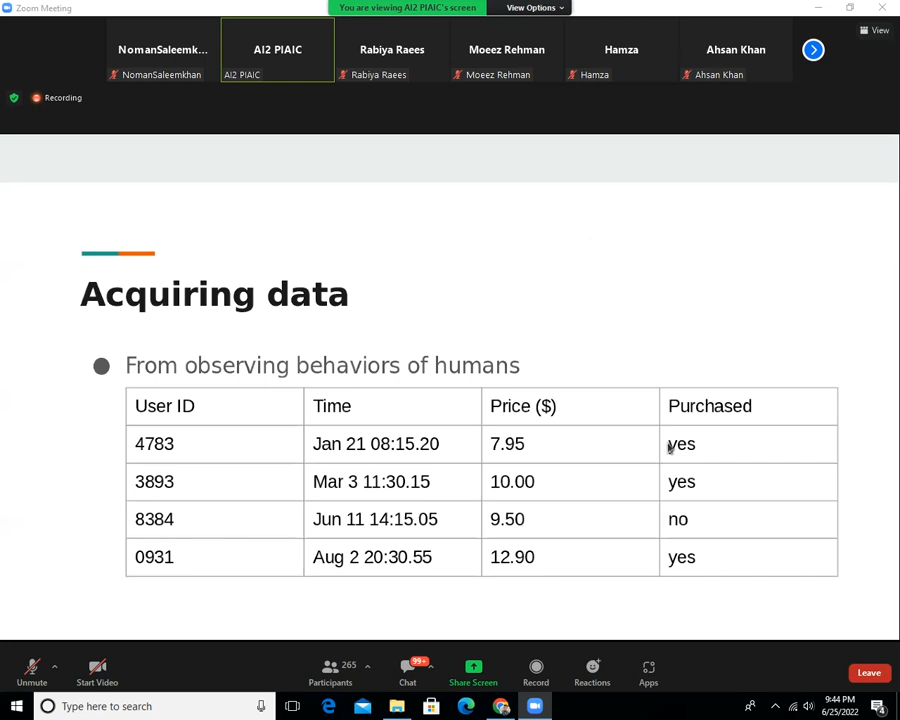 Zoom Meeting
You are viewing AI2 PIAIC's screen
View Options
NomanSaleemk... AI2 PIAIC Rabiya Raees Moeez Rehman Hamza Ahsan Khan
NomanSaleemkhan AI2 PIAIC Rabiya Raees Moeez Rehman Hamza Ahsan Khan
View
Recording
Acquiring data
From observing behaviors of humans
User ID Time Price ($) Purchased
4783 Jan 21 08:15.20 7.95 yes
3893 Mar 3 11:30.15 10.00 yes
8384 Jun 11 14:15.05 9.50 no
0931 Aug 2 20:30.55 12.90 yes
265 99+
Unmute Start Video Participants Chat Share Screen Record Reactions Apps Leave
Type here to search
9:44 PM
6/25/2022
4